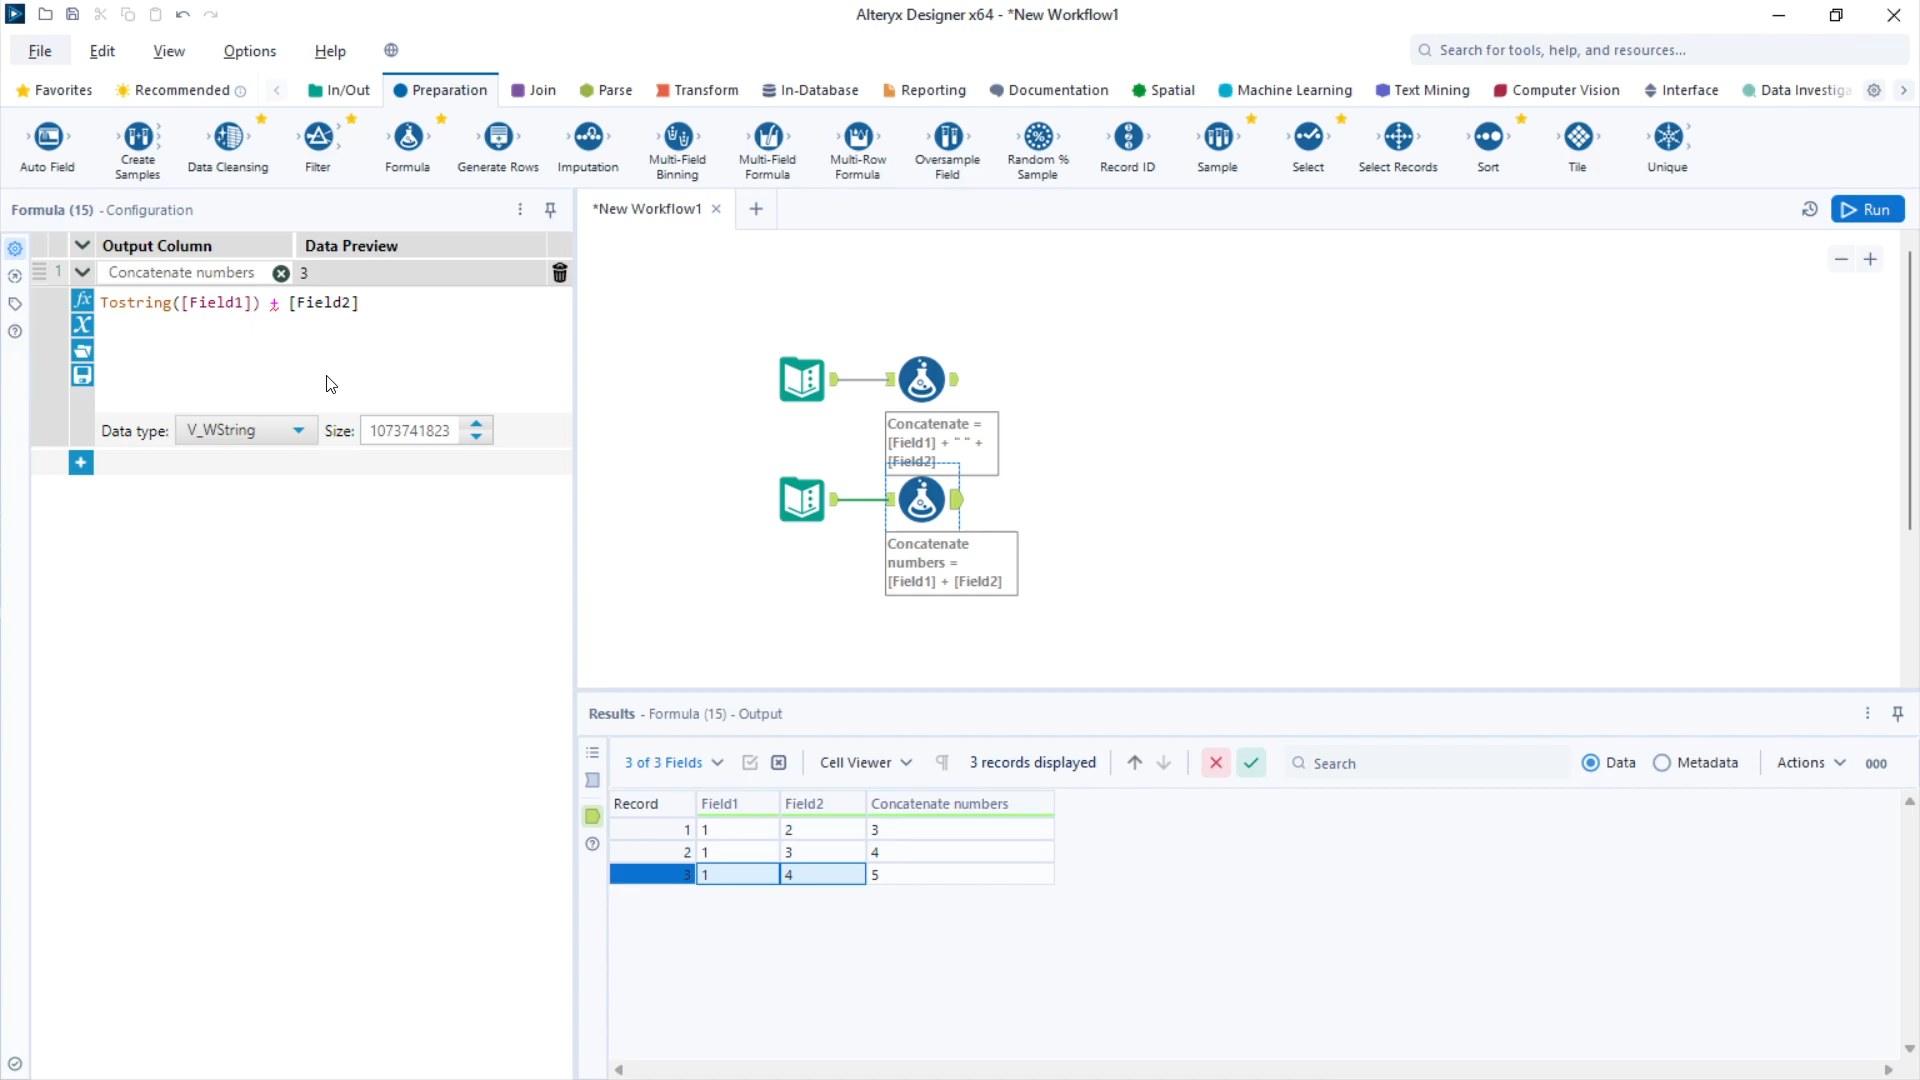 Alteryx Designer x64 - *New Workflow1
File Edit View Options Help
Search for tools, help, and resources...
Favorites Recommended In/Out Preparation Join Parse Transform In-Database Reporting Documentation Spatial Machine Learning Text Mining Computer Vision Interface Data Investiga
Auto Field
Create
Samples
Data Cleansing
Filter
Formula
Generate Rows
Imputation
Multi-Field
Binning
Multi-Field
Formula
Multi-Row
Formula
Oversample
Field
Random %
Sample
Record ID
Sample
Select
Select Records
Sort
Tile
Unique
Formula (15) - Configuration
*New Workflow1
Run
Output Column Data Preview
1 Concatenate numbers 3
Tostring([Field1]) + [Field2]
Data type: V_WString Size: 1073741823
Concatenate =
[Field1] + " " +
[Field2]
Concatenate
numbers =
[Field1] + [Field2]
Results - Formula (15) - Output
3 of 3 Fields Cell Viewer 3 records displayed Search Data Metadata Actions 000
Record Field1 Field2 Concatenate numbers
1 1 2 3
2 1 3 4
3 1 4 5